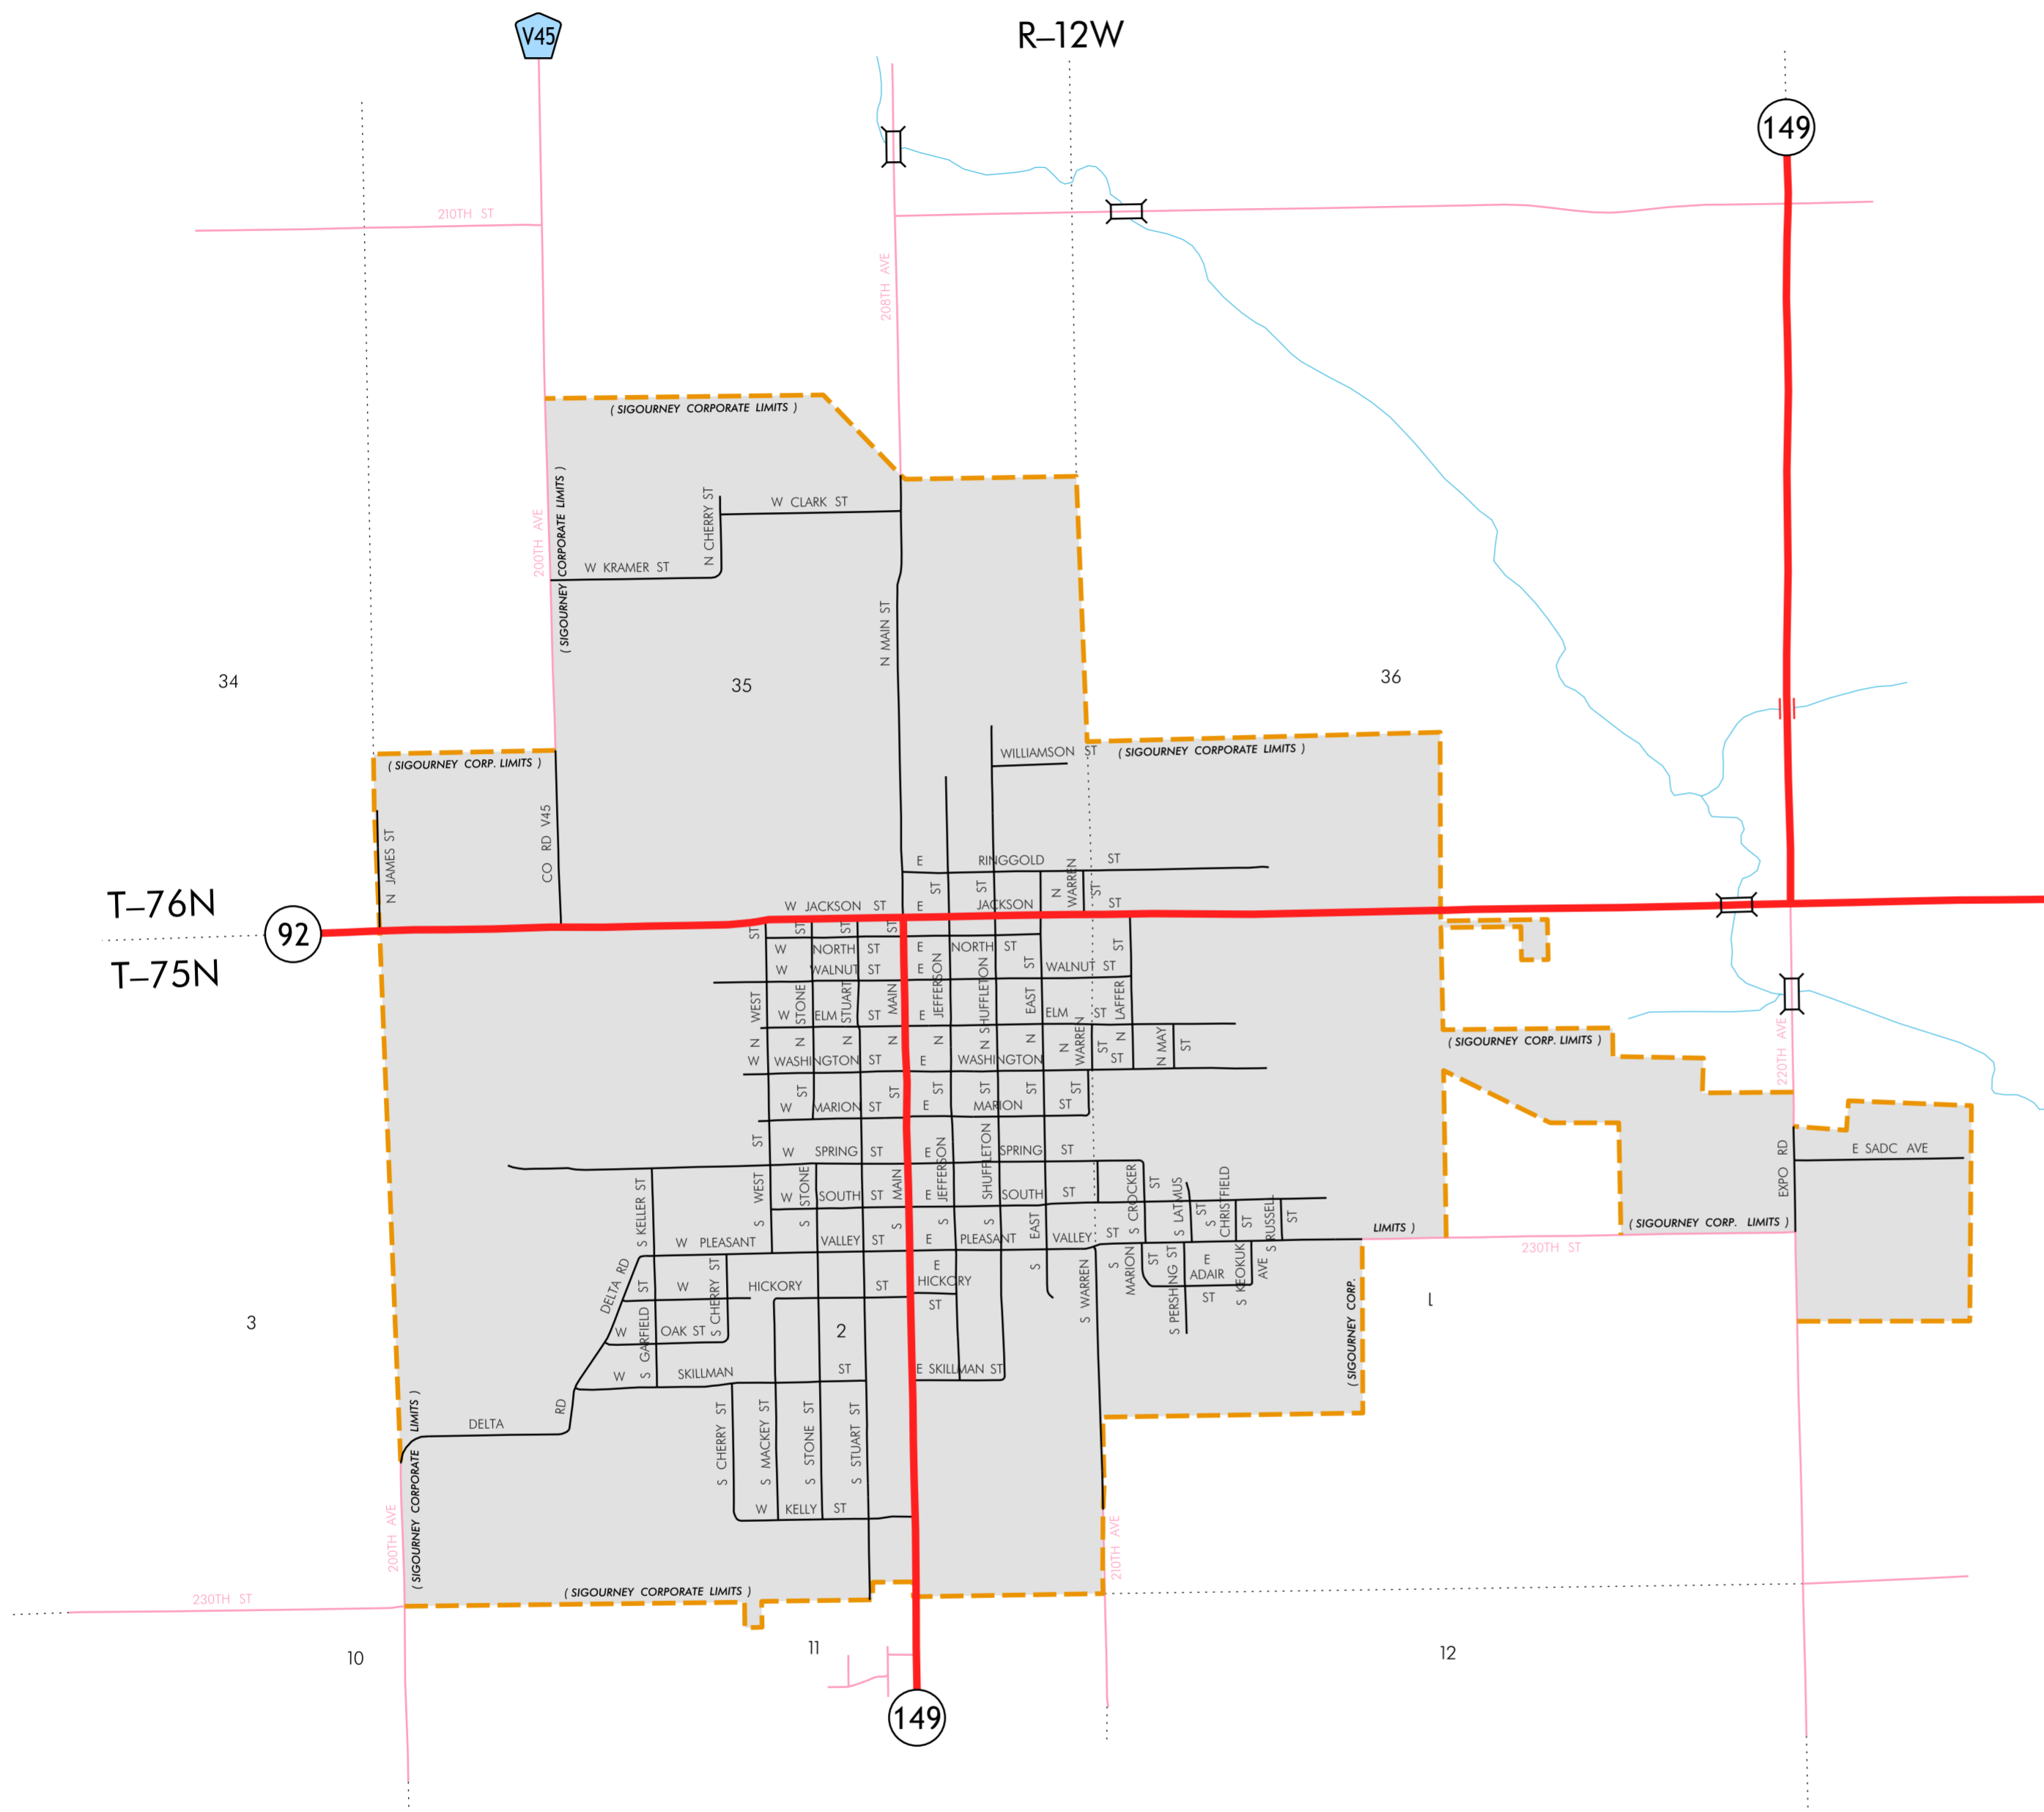 V45
R–12W
149
210TH ST
208TH AVE
( SIGOURNEY CORPORATE LIMITS )
( SIGOURNEY CORPORATE LIMITS )
200TH AVE
N CHERRY ST
W CLARK ST
W KRAMER ST
N MAIN ST
34
35
36
WILLIAMSON ST
( SIGOURNEY CORPORATE LIMITS )
( SIGOURNEY CORP. LIMITS )
N JAMES ST
CO RD V45
E RINGGOLD ST
N WARREN ST
T–76N
92
T–75N
W JACKSON ST
E JACKSON ST
W NORTH ST
E NORTH ST
W WALNUT ST
E WALNUT ST
W ELM ST
E ELM ST
W WASHINGTON ST
E WASHINGTON ST
W MARION ST
E MARION ST
N WEST ST
N STONE ST
N STUART ST
N MAIN ST
N JEFFERSON ST
N SHUFFLETON ST
N EAST ST
N WARREN ST
N LAFFER ST
N MAY ST
( SIGOURNEY CORP. LIMITS )
220TH AVE
W SPRING ST
E SPRING ST
W SOUTH ST
E SOUTH ST
W PLEASANT VALLEY ST
E PLEASANT VALLEY ST
S KELLER ST
S WEST ST
S STONE ST
S MAIN ST
S JEFFERSON ST
S SHUFFLETON ST
S EAST ST
ST
S CROCKER ST
S LATMUS ST
S CHRISTFIELD ST
S RUSSELL ST
EXPO RD
E SADC AVE
( SIGOURNEY CORP. LIMITS )
230TH ST
DELTA RD
W HICKORY ST
E HICKORY ST
S GARFIELD ST
S CHERRY ST
W OAK ST
W SKILLMAN ST
E SKILLMAN ST
S WARREN
S MARION ST
S PERSHING ST
E ADAIR ST
S KEOKUK AVE
( SIGOURNEY CORP. LIMITS )
3
2
1
DELTA RD
S CHERRY ST
S MACKEY ST
S STONE ST
S STUART ST
W KELLY ST
( SIGOURNEY CORPORATE LIMITS )
200TH AVE
210TH AVE
230TH ST
( SIGOURNEY CORPORATE LIMITS )
10
11
12
149